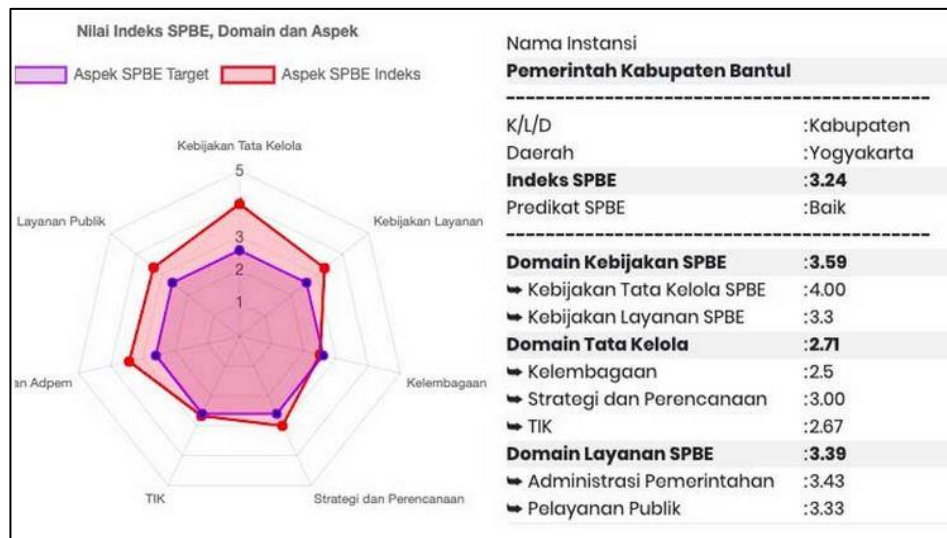 Nilai Indeks SPBE, Domain dan Aspek
Aspek SPBE Target
Aspek SPBE Indeks
Kebijakan Tata Kelola
5
Layanan Publik
Kebijakan Layanan
3
2
1
an Adpem
Kelembagaan
TIK
Strategi dan Perencanaan
Nama Instansi
Pemerintah Kabupaten Bantul
K/L/D :Kabupaten
Daerah :Yogyakarta
Indeks SPBE :3.24
Predikat SPBE :Baik
Domain Kebijakan SPBE :3.59
➥ Kebijakan Tata Kelola SPBE :4.00
➥ Kebijakan Layanan SPBE :3.3
Domain Tata Kelola :2.71
➥ Kelembagaan :2.5
➥ Strategi dan Perencanaan :3.00
➥ TIK :2.67
Domain Layanan SPBE :3.39
➥ Administrasi Pemerintahan :3.43
➥ Pelayanan Publik :3.33